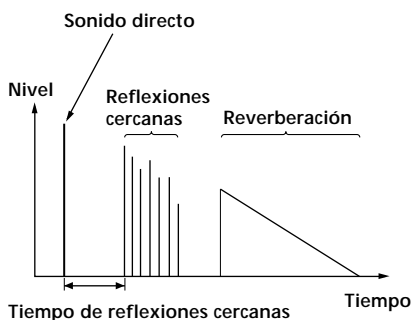 Sonido directo
Nivel
Reflexiones
cercanas
Reverberación
Tiempo
Tiempo de reflexiones cercanas